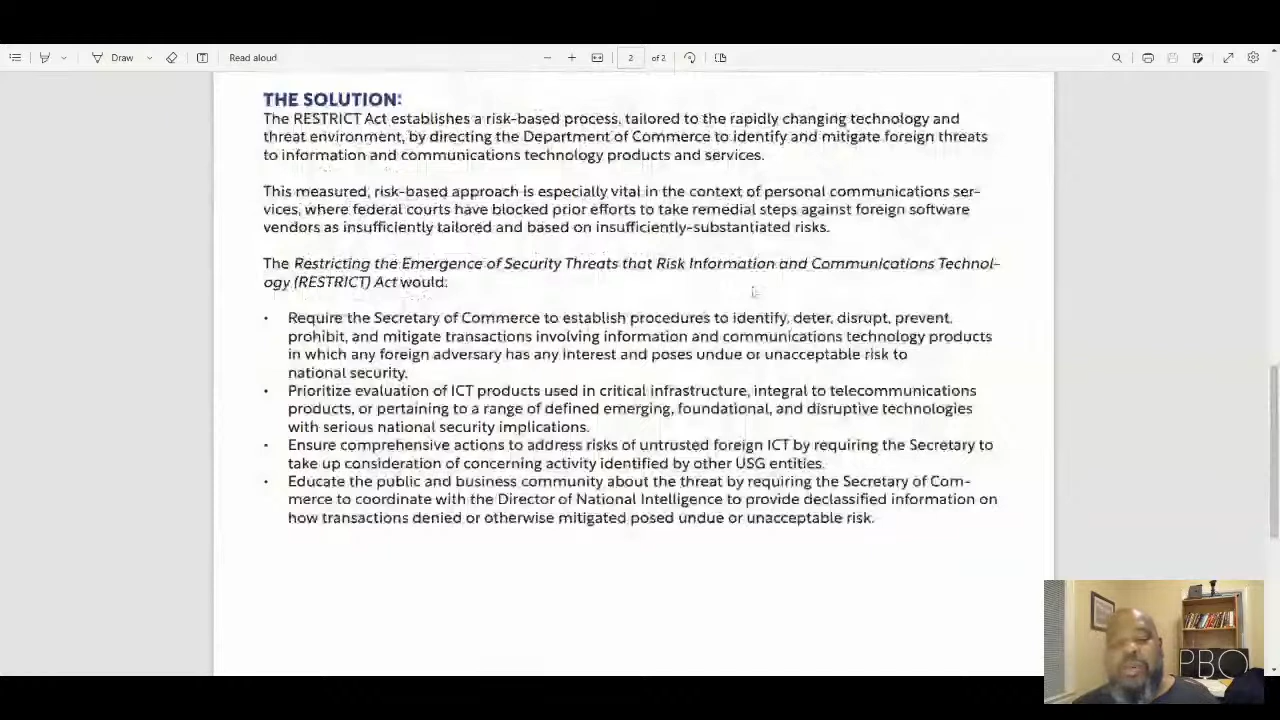 Draw
Read aloud
2 of 2
THE SOLUTION:
The RESTRICT Act establishes a risk-based process, tailored to the rapidly changing technology and
threat environment, by directing the Department of Commerce to identify and mitigate foreign threats
to information and communications technology products and services.
This measured, risk-based approach is especially vital in the context of personal communications ser-
vices, where federal courts have blocked prior efforts to take remedial steps against foreign software
vendors as insufficiently tailored and based on insufficiently-substantiated risks.
The Restricting the Emergence of Security Threats that Risk Information and Communications Technol-
ogy (RESTRICT) Act would:
• Require the Secretary of Commerce to establish procedures to identify, deter, disrupt, prevent,
prohibit, and mitigate transactions involving information and communications technology products
in which any foreign adversary has any interest and poses undue or unacceptable risk to
national security.
• Prioritize evaluation of ICT products used in critical infrastructure, integral to telecommunications
products, or pertaining to a range of defined emerging, foundational, and disruptive technologies
with serious national security implications.
• Ensure comprehensive actions to address risks of untrusted foreign ICT by requiring the Secretary to
take up consideration of concerning activity identified by other USG entities.
• Educate the public and business community about the threat by requiring the Secretary of Com-
merce to coordinate with the Director of National Intelligence to provide declassified information on
how transactions denied or otherwise mitigated posed undue or unacceptable risk.
PBO